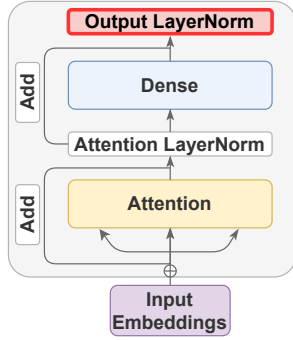 Output LayerNorm
Add
Dense
Attention LayerNorm
Add
Attention
Input
Embeddings